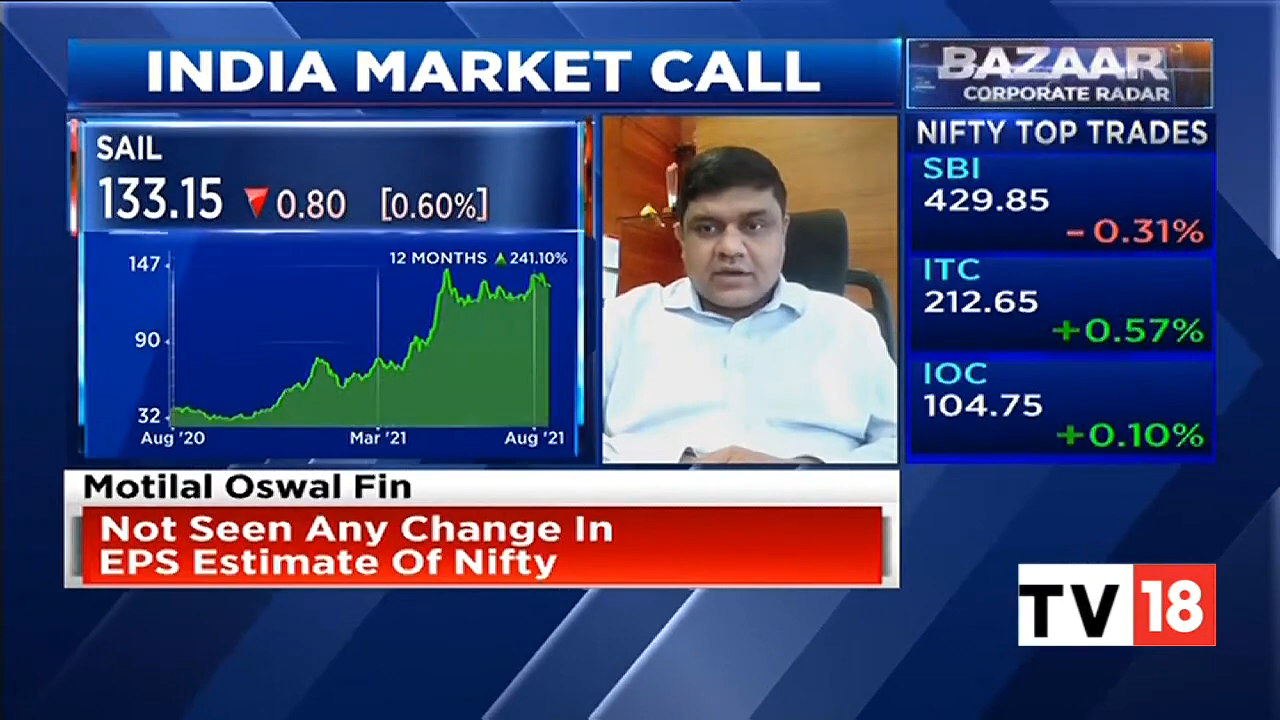 INDIA MARKET CALL
BAZAAR
CORPORATE RADAR
SAIL
133.15 ▼ 0.80 [0.60%]
12 MONTHS ▲ 241.10%
147
90
32
Aug '20 Mar '21 Aug '21
NIFTY TOP TRADES
SBI
429.85
- 0.31%
ITC
212.65
+0.57%
IOC
104.75
+0.10%
Motilal Oswal Fin
Not Seen Any Change In
EPS Estimate Of Nifty
TV18